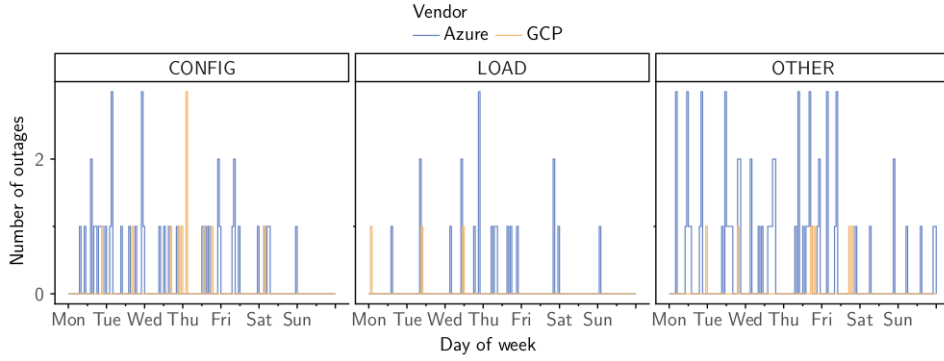 Vendor
Azure GCP
CONFIG LOAD OTHER
Number of outages
2
0
Mon Tue Wed Thu Fri Sat Sun Mon Tue Wed Thu Fri Sat Sun Mon Tue Wed Thu Fri Sat Sun
Day of week